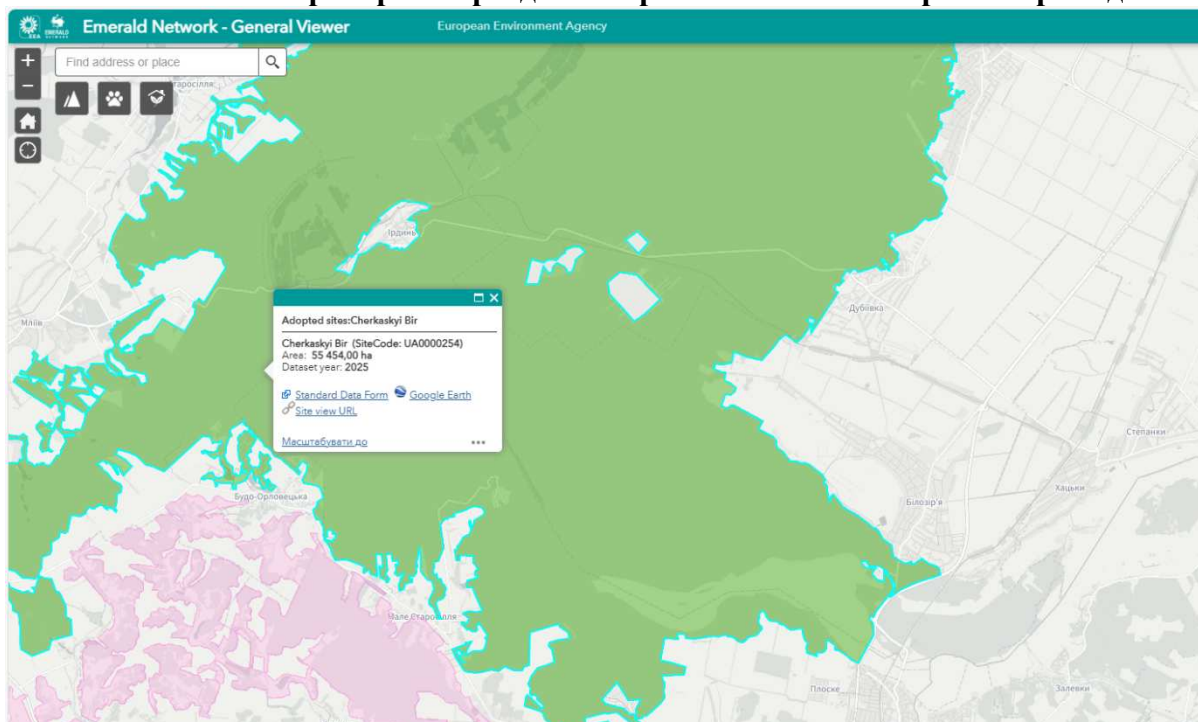 Emerald Network - General Viewer
European Environment Agency
Find address or place
Ірдинь
Мліїв
Дубіївка
Adopted sites:Cherkaskyi Bir
Cherkaskyi Bir (SiteCode: UA0000254)
Area: 55 454,00 ha
Dataset year: 2025
Standard Data Form Google Earth
Site view URL
Масштабувати до
Степанки
Будо-Орловецька
Хацьки
Білозір'я
Мале Старосілля
Плоске
Залевки